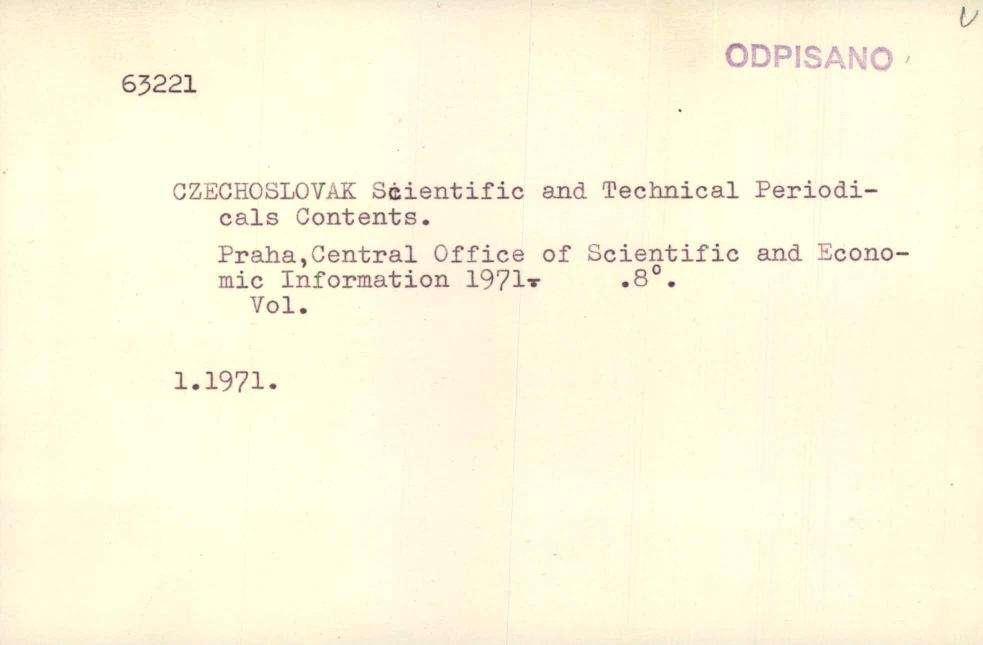 ODPISANO
63221
CZECHOSLOVAK Scientific and Technical Periodi-
cals Contents.
Praha,Central Office of Scientific and Econo-
mic Information 1971- .8°.
Vol.
1.1971.